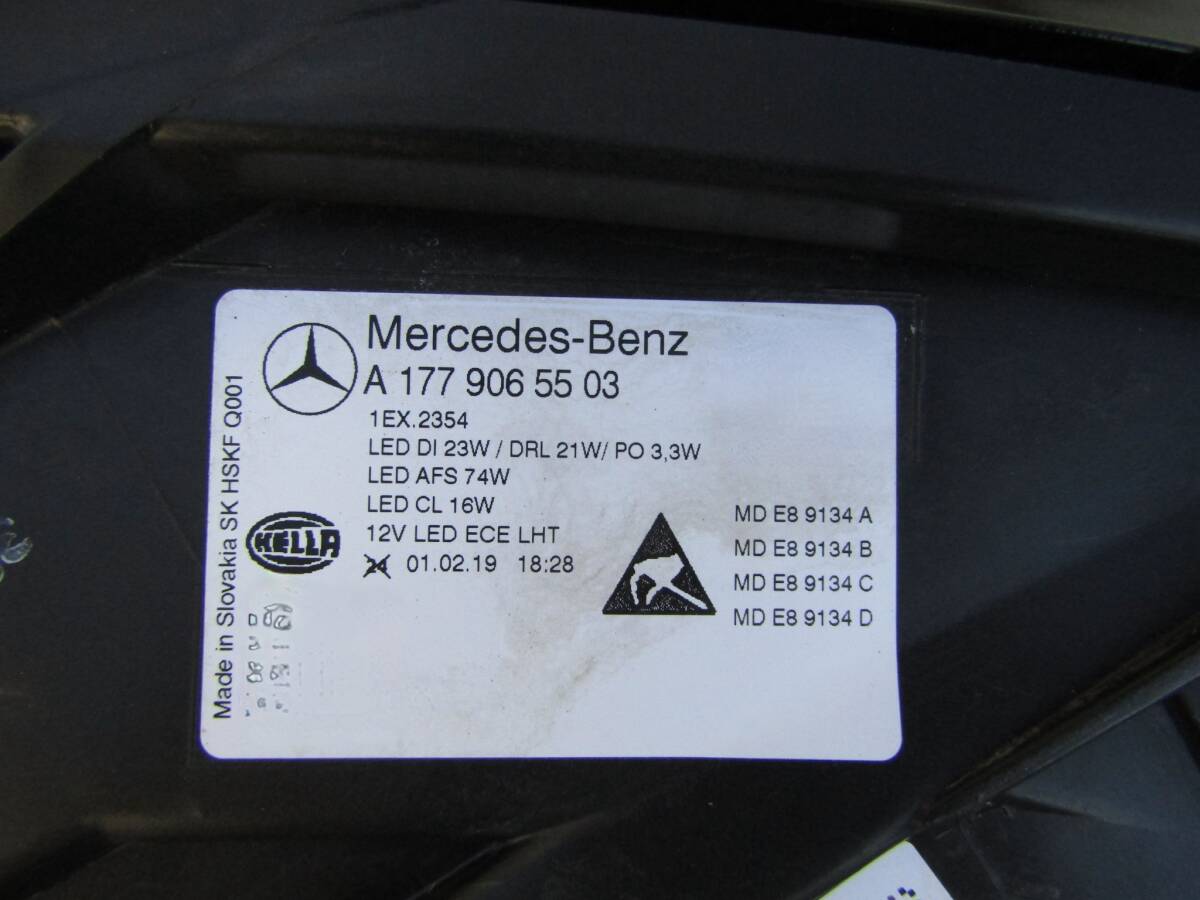 Mercedes-Benz
A 177 906 55 03
1EX.2354
LED DI 23W / DRL 21W/ PO 3,3W
LED AFS 74W
LED CL 16W
12V LED ECE LHT
24 01.02.19 18:28
HELLA
Made in Slovakia SK HSKF Q001
MD E8 9134 A
MD E8 9134 B
MD E8 9134 C
MD E8 9134 D